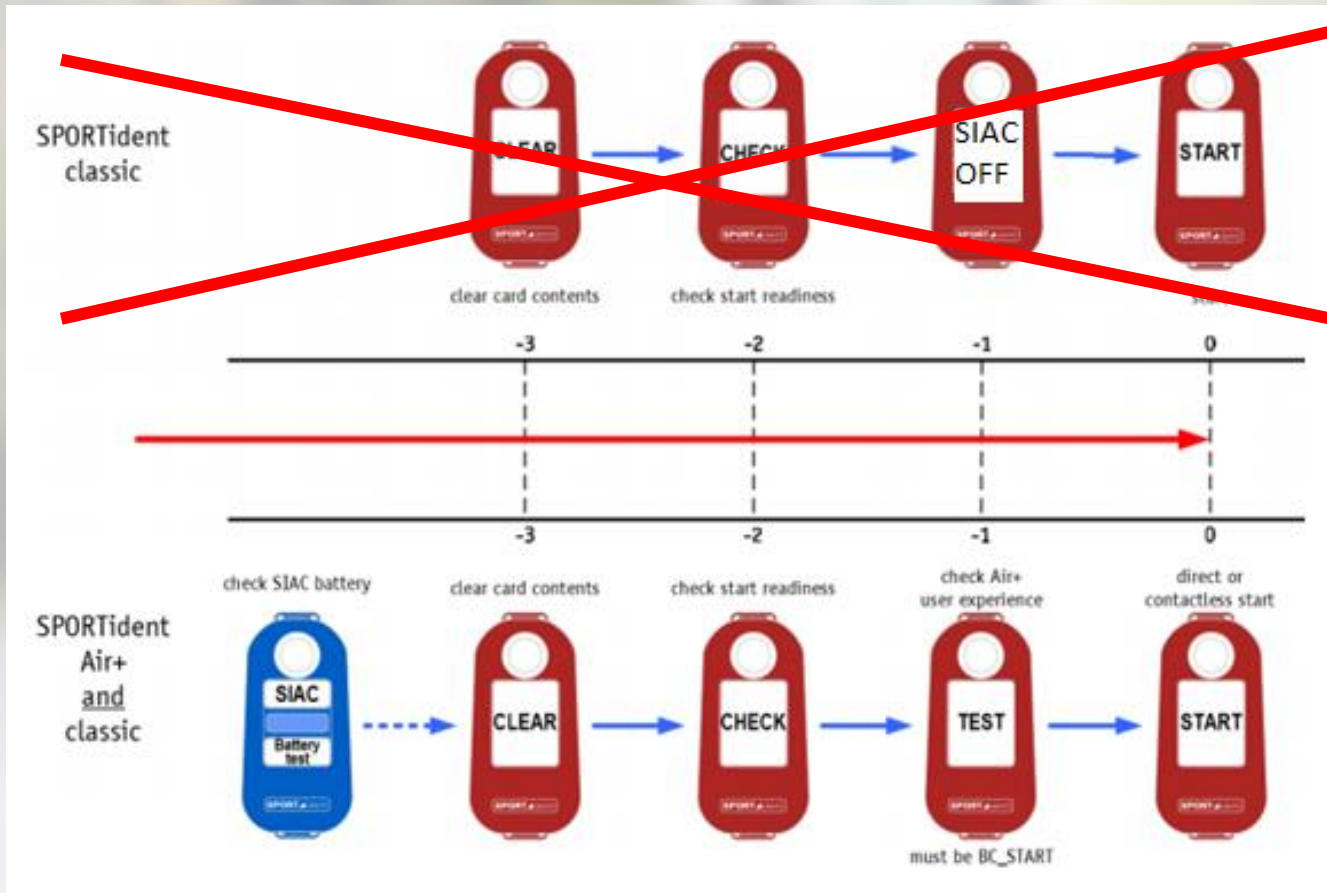 SPORTident
classic
CLEAR
CHECK
SIAC
OFF
START
clear card contents
check start readiness
-3
-2
-1
0
-3
-2
-1
0
check SIAC battery
clear card contents
check start readiness
check Air+
user experience
direct or
contactless start
SPORTident
Air+
and
classic
SIAC
Battery
test
CLEAR
CHECK
TEST
START
must be BC_START